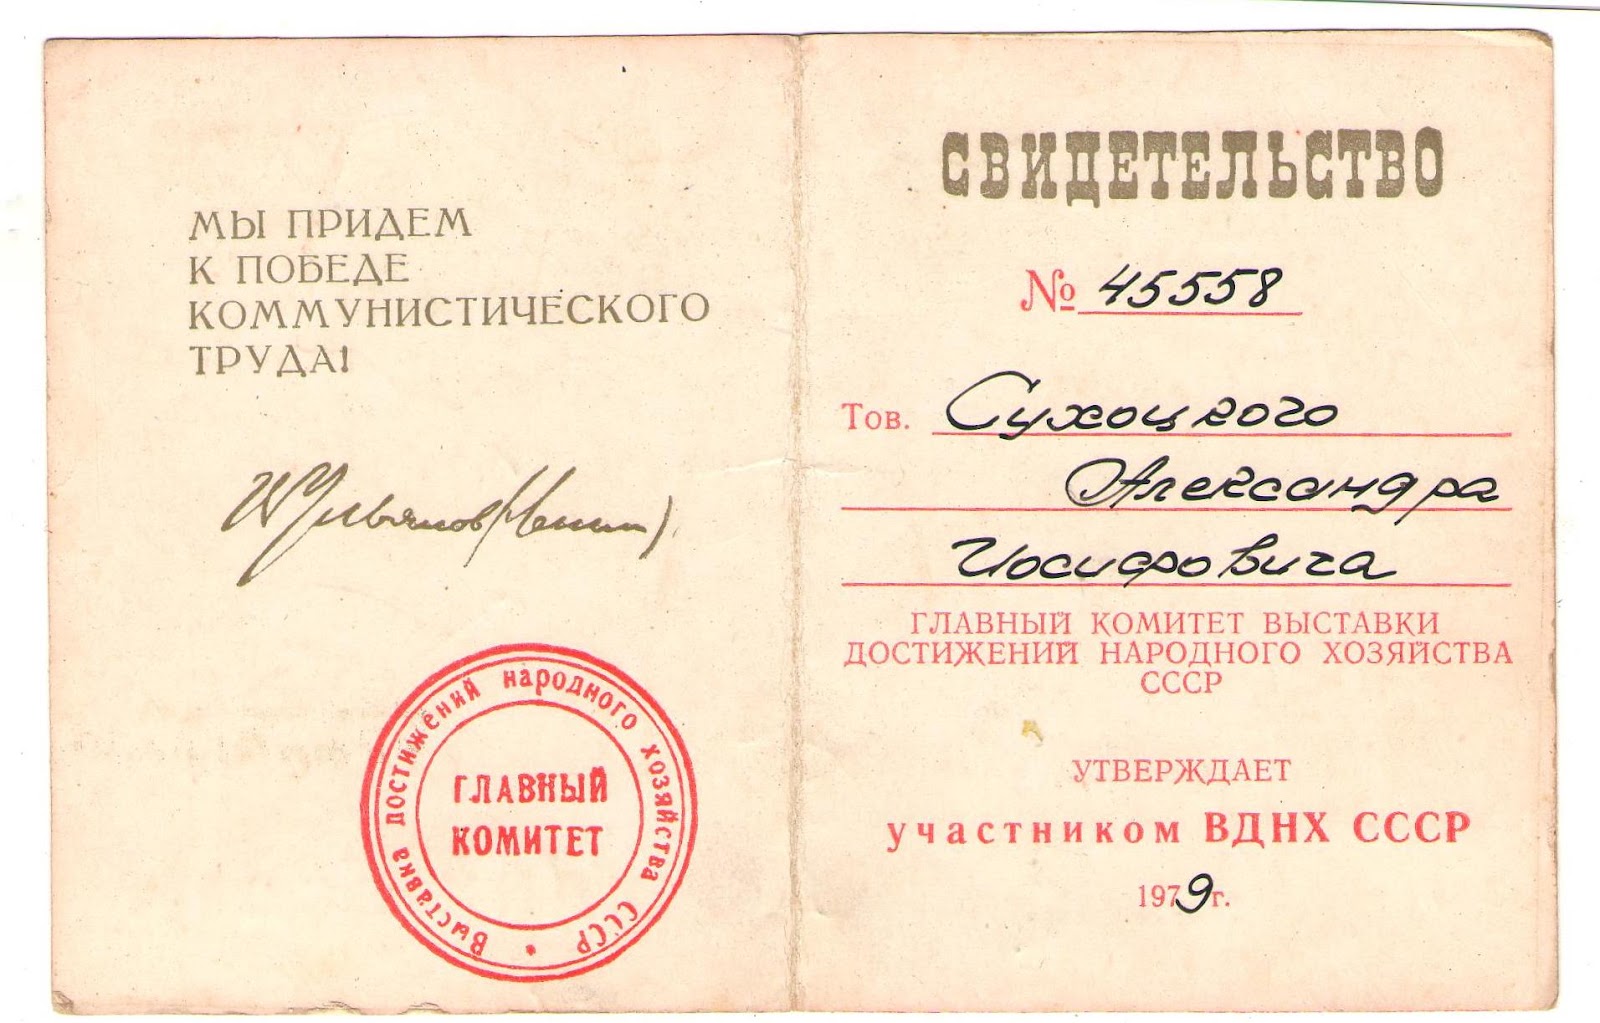 МЫ ПРИДЕМ
К ПОБЕДЕ
КОММУНИСТИЧЕСКОГО
ТРУДА!
В Ульянов (Ленин)
Выставка достижений народного хозяйства СССР
ГЛАВНЫЙ
КОМИТЕТ
СВИДЕТЕЛЬСТВО
№ 45558
Тов. Сухоцкого
Александра
Иосифовича
ГЛАВНЫЙ КОМИТЕТ ВЫСТАВКИ
ДОСТИЖЕНИЙ НАРОДНОГО ХОЗЯЙСТВА
СССР
УТВЕРЖДАЕТ
участником ВДНХ СССР
1979 г.